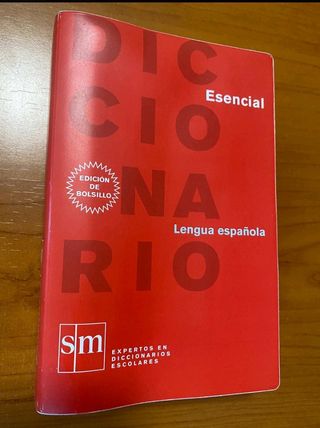 DIC
CIO
NA
RIO
Esencial
EDICIÓN
DE
BOLSILLO
Lengua española
sm
EXPERTOS EN
DICCIONARIOS
ESCOLARES